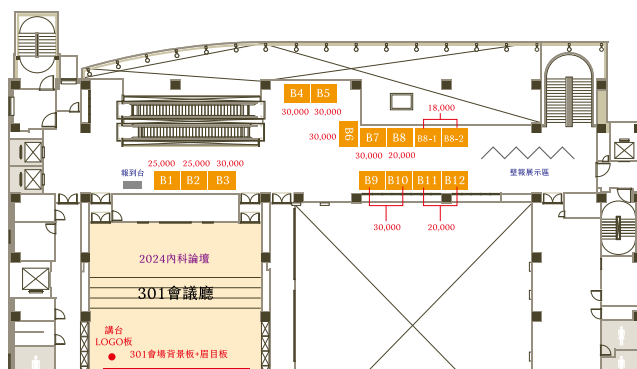 B4 B5
30,000 30,000
18,000
30,000 B6 B7 B8 B8-1 B8-2
30,000 20,000
25,000 25,000 30,000
報到台
B1 B2 B3
B9 B10 B11 B12
壁報展示區
30,000 20,000
2024內科論壇
301會議廳
講台
LOGO板
301會場背景板+眉目板